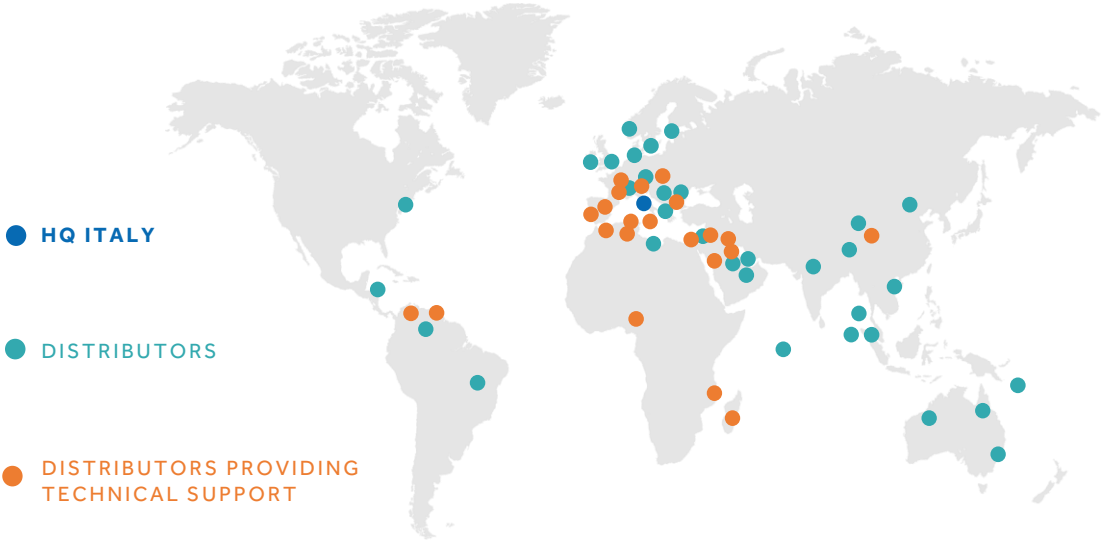 HQ ITALY
DISTRIBUTORS
DISTRIBUTORS PROVIDING
TECHNICAL SUPPORT